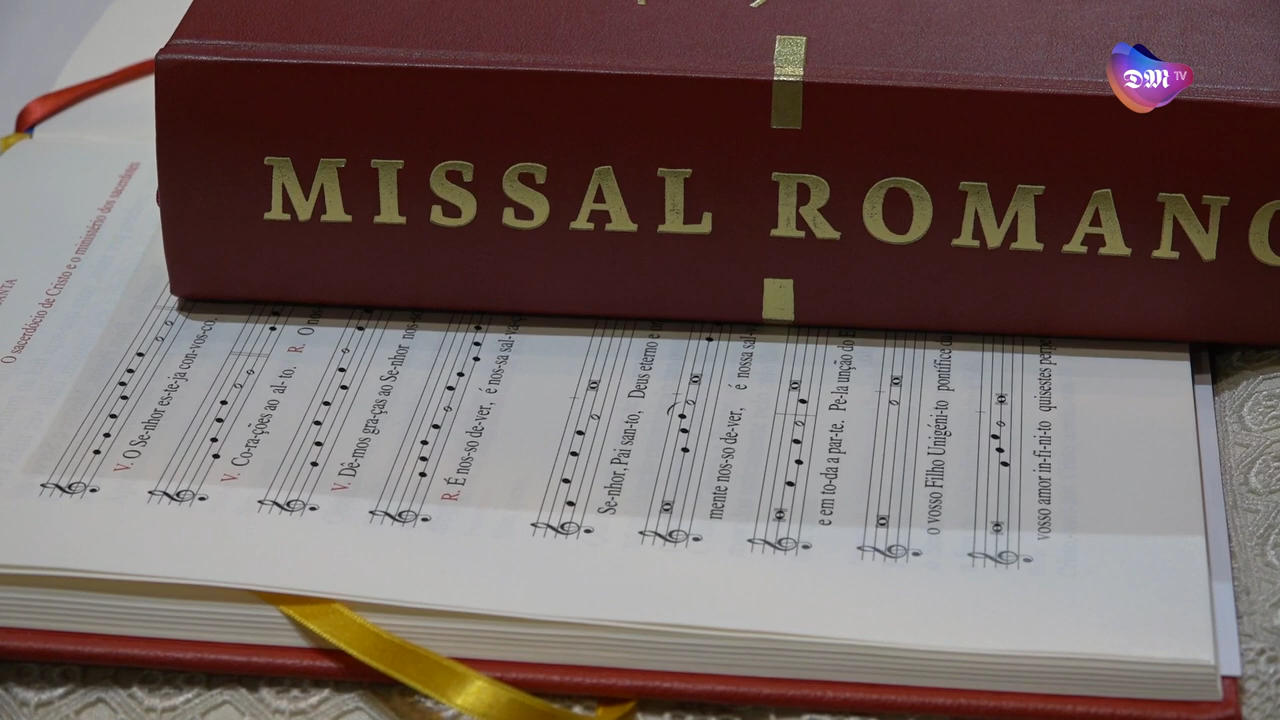 DM TV
MISSAL ROMANO
O sacerdócio de Cristo e o ministério dos sacerdotes
V. O Se-nhor es-te-ja con-vos-co.
V. Co-ra-ções ao al-to. R. O
V. Dê-mos gra-ças ao Se-nhor
R. É nos-so de-ver, é nos-sa sal-va-ç
Se-nhor, Pai san-to, Deus eterno e
mente nos-so de-ver, é nossa sal-v
e em to-da a par-te. Pe-la unção do
o vosso Filho Unigéni-to pontífice
vosso amor in-fi-ni-to quisestes